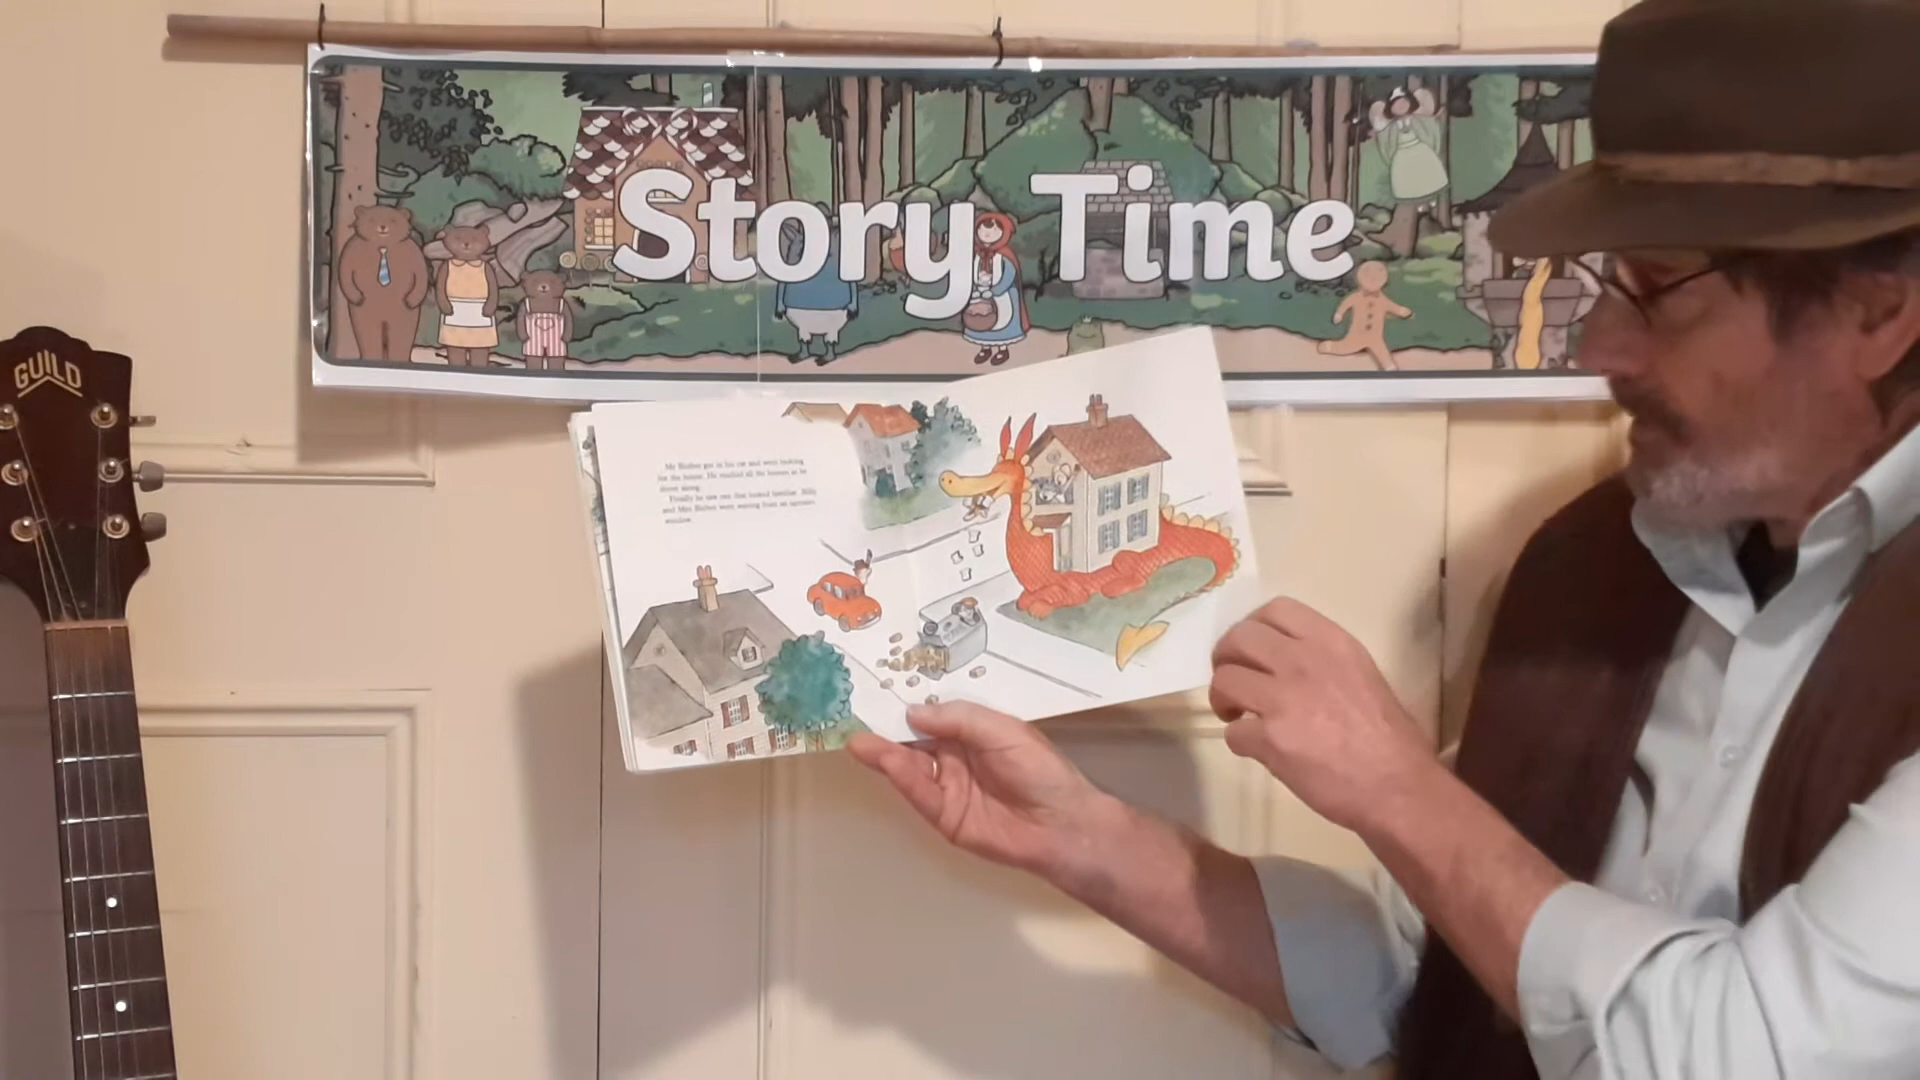 Story Time
GUILD
Mr Bixbee got in his car and went looking
for the house. He studied all the houses as he
drove along.
Finally he saw one that looked familiar. Billy
and Mrs Bixbee were waving from an upstairs
window.